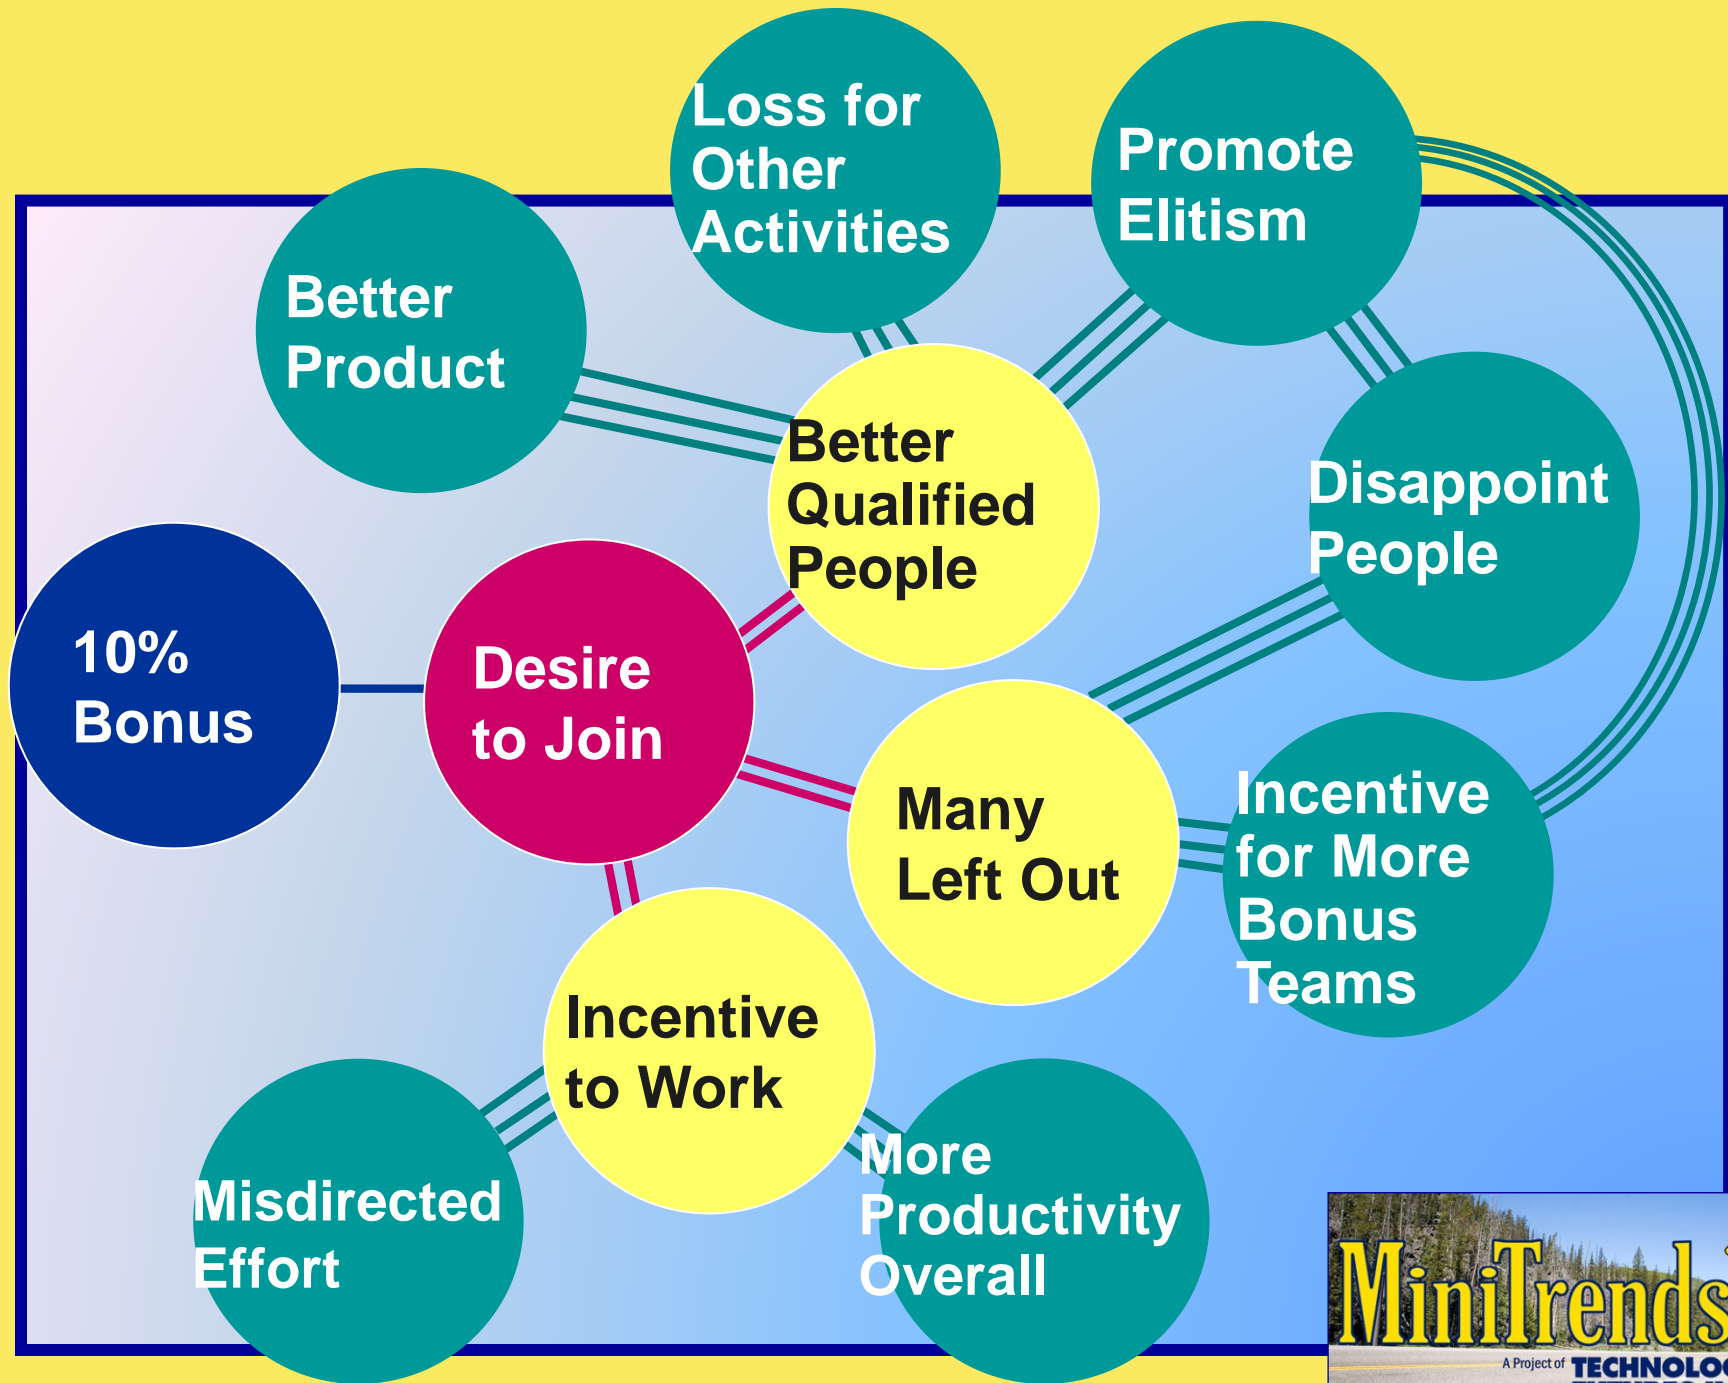 Loss for
Other
Activities
Promote
Elitism
Better
Product
Better
Qualified
People
Disappoint
People
10%
Bonus
Desire
to Join
Many
Left Out
Incentive
for More
Bonus
Teams
Incentive
to Work
Misdirected
Effort
More
Productivity
Overall
MiniTrends
A Project of